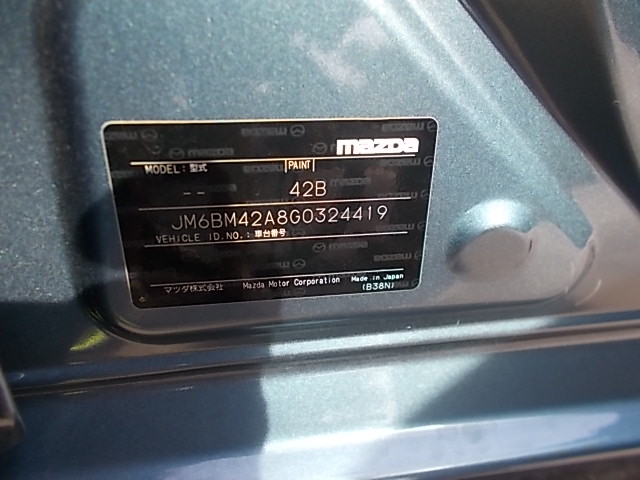 mazda
MODEL: 型式 PAINT
-- 42B
JM6BM42A8G0324419
VEHICLE ID.NO.: 車台番号
マツダ株式会社 Mazda Motor Corporation Made in Japan
(B38N)